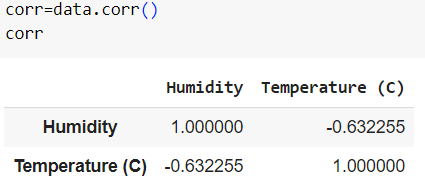 corr=data.corr()
corr
Humidity Temperature (C)
Humidity 1.000000 -0.632255
Temperature (C) -0.632255 1.000000